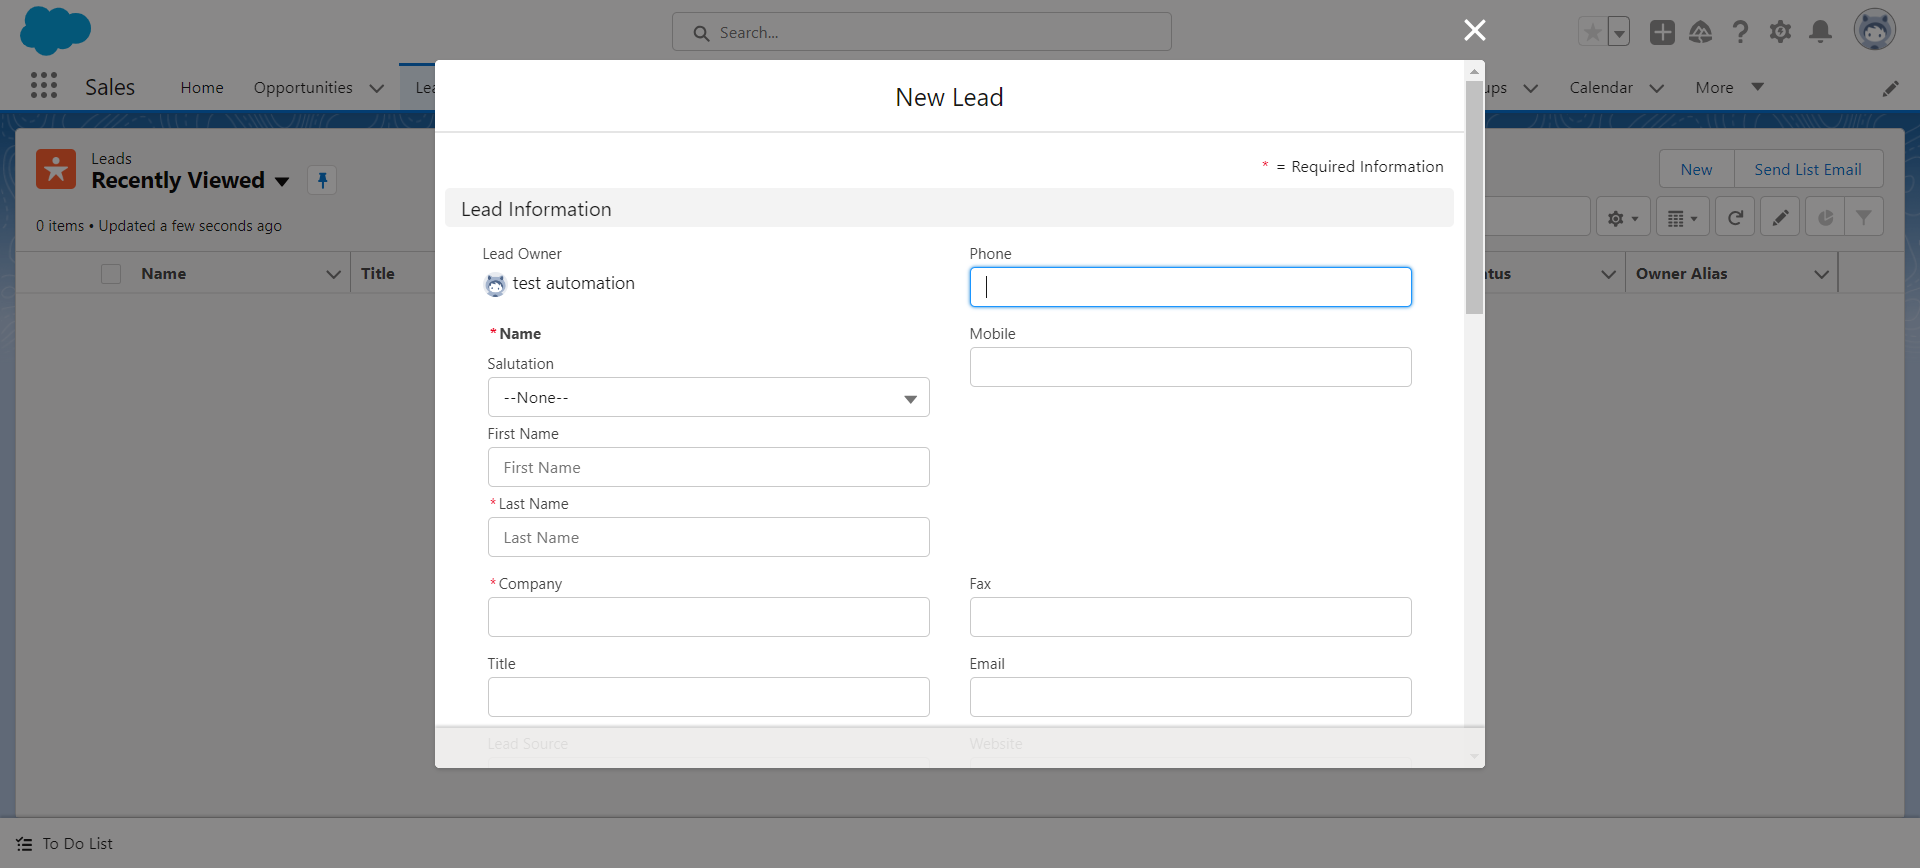 Search...
Sales
Home
Opportunities
Lea
ups
Calendar
More
Leads
Recently Viewed
0 items • Updated a few seconds ago
New
Send List Email
Name
Title
tus
Owner Alias
New Lead
* = Required Information
Lead Information
Lead Owner
test automation
Phone
*Name
Mobile
Salutation
--None--
First Name
First Name
*Last Name
Last Name
*Company
Fax
Title
Email
Lead Source
Website
To Do List